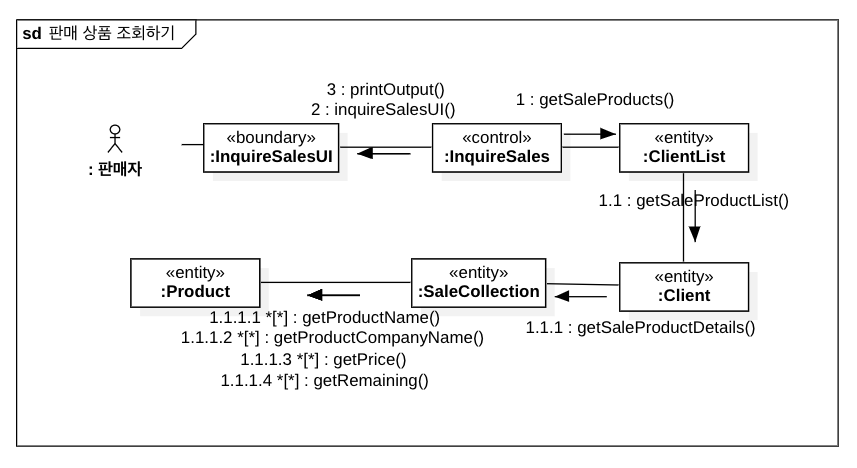 sd 판매 상품 조회하기
3 : printOutput()
2 : inquireSalesUI()
1 : getSaleProducts()
: 판매자
«boundary»
:InquireSalesUI
«control»
:InquireSales
«entity»
:ClientList
1.1 : getSaleProductList()
«entity»
:Product
«entity»
:SaleCollection
«entity»
:Client
1.1.1 : getSaleProductDetails()
1.1.1.1 *[*] : getProductName()
1.1.1.2 *[*] : getProductCompanyName()
1.1.1.3 *[*] : getPrice()
1.1.1.4 *[*] : getRemaining()